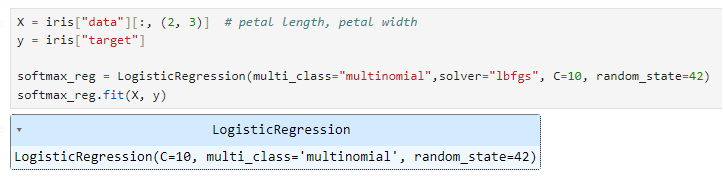 X = iris["data"][:, (2, 3)]  # petal length, petal width
y = iris["target"]
softmax_reg = LogisticRegression(multi_class="multinomial",solver="lbfgs", C=10, random_state=42)
softmax_reg.fit(X, y)
LogisticRegression
LogisticRegression(C=10, multi_class='multinomial', random_state=42)